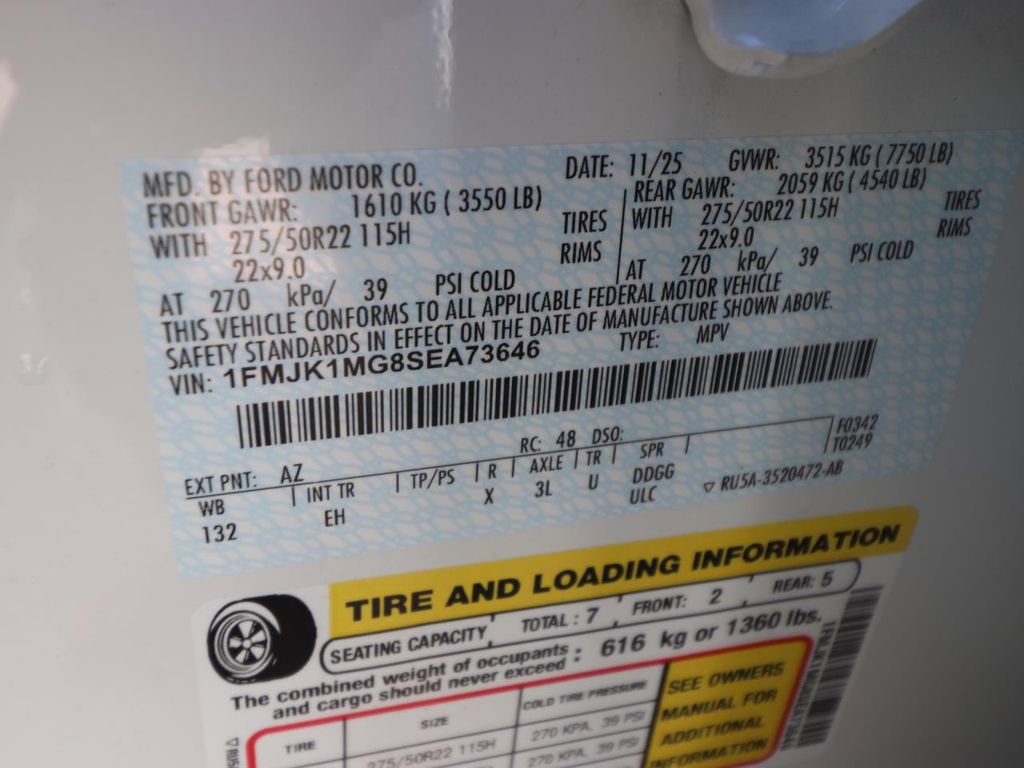 MFD. BY FORD MOTOR CO. DATE: 11/25 GVWR: 3515 KG ( 7750 LB)
FRONT GAWR: 1610 KG ( 3550 LB) REAR GAWR: 2059 KG ( 4540 LB)
WITH 275/50R22 115H TIRES WITH 275/50R22 115H TIRES
22x9.0 RIMS 22x9.0 RIMS
AT 270 kPa/ 39 PSI COLD AT 270 kPa/ 39 PSI COLD
THIS VEHICLE CONFORMS TO ALL APPLICABLE FEDERAL MOTOR VEHICLE
SAFETY STANDARDS IN EFFECT ON THE DATE OF MANUFACTURE SHOWN ABOVE.
VIN: 1FMJK1MG8SEA73646 TYPE: MPV
EXT PNT: AZ RC: 48 DSO: F0342
WB INT TR TP/PS R AXLE TR SPR T0249
132 EH X 3L U DDGG
ULC ▽ RU5A-3520472-AB
TIRE AND LOADING INFORMATION
SEATING CAPACITY TOTAL : 7 FRONT: 2 REAR: 5
The combined weight of occupants
and cargo should never exceed : 616 kg or 1360 lbs.
TIRE SIZE COLD TIRE PRESSURE
275/50R22 115H 270 KPA, 39 PSI
270 KPA, 39 PSI
SEE OWNERS
MANUAL FOR
ADDITIONAL
INFORMATION